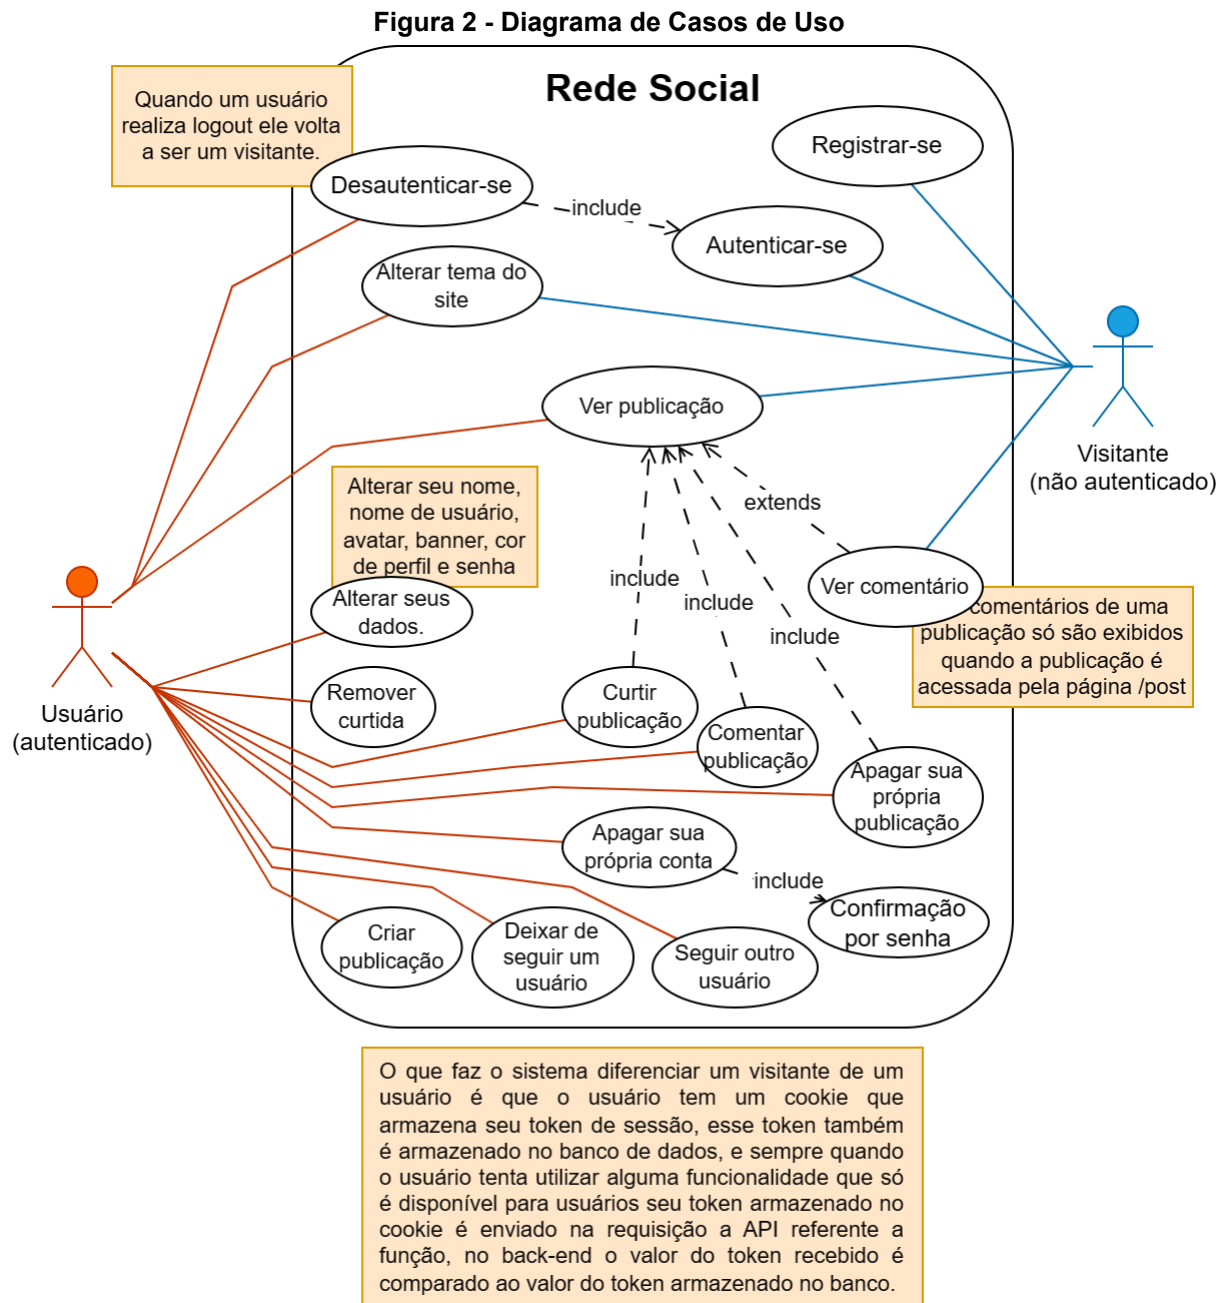 Figura 2 - Diagrama de Casos de Uso
Rede Social
Quando um usuário
realiza logout ele volta
a ser um visitante.
Registrar-se
Desautenticar-se
include
Autenticar-se
Alterar tema do
site
Ver publicação
Visitante
(não autenticado)
Alterar seu nome,
nome de usuário,
avatar, banner, cor
de perfil e senha
extends
include
include
include
Ver comentário
comentários de uma
publicação só são exibidos
quando a publicação é
acessada pela página /post
Alterar seus
dados.
Usuário
(autenticado)
Remover
curtida
Curtir
publicação
Comentar
publicação
Apagar sua
própria
publicação
Apagar sua
própria conta
include
Confirmação
por senha
Criar
publicação
Deixar de
seguir um
usuário
Seguir outro
usuário
O que faz o sistema diferenciar um visitante de um
usuário é que o usuário tem um cookie que
armazena seu token de sessão, esse token também
é armazenado no banco de dados, e sempre quando
o usuário tenta utilizar alguma funcionalidade que só
é disponível para usuários seu token armazenado no
cookie é enviado na requisição a API referente a
função, no back-end o valor do token recebido é
comparado ao valor do token armazenado no banco.